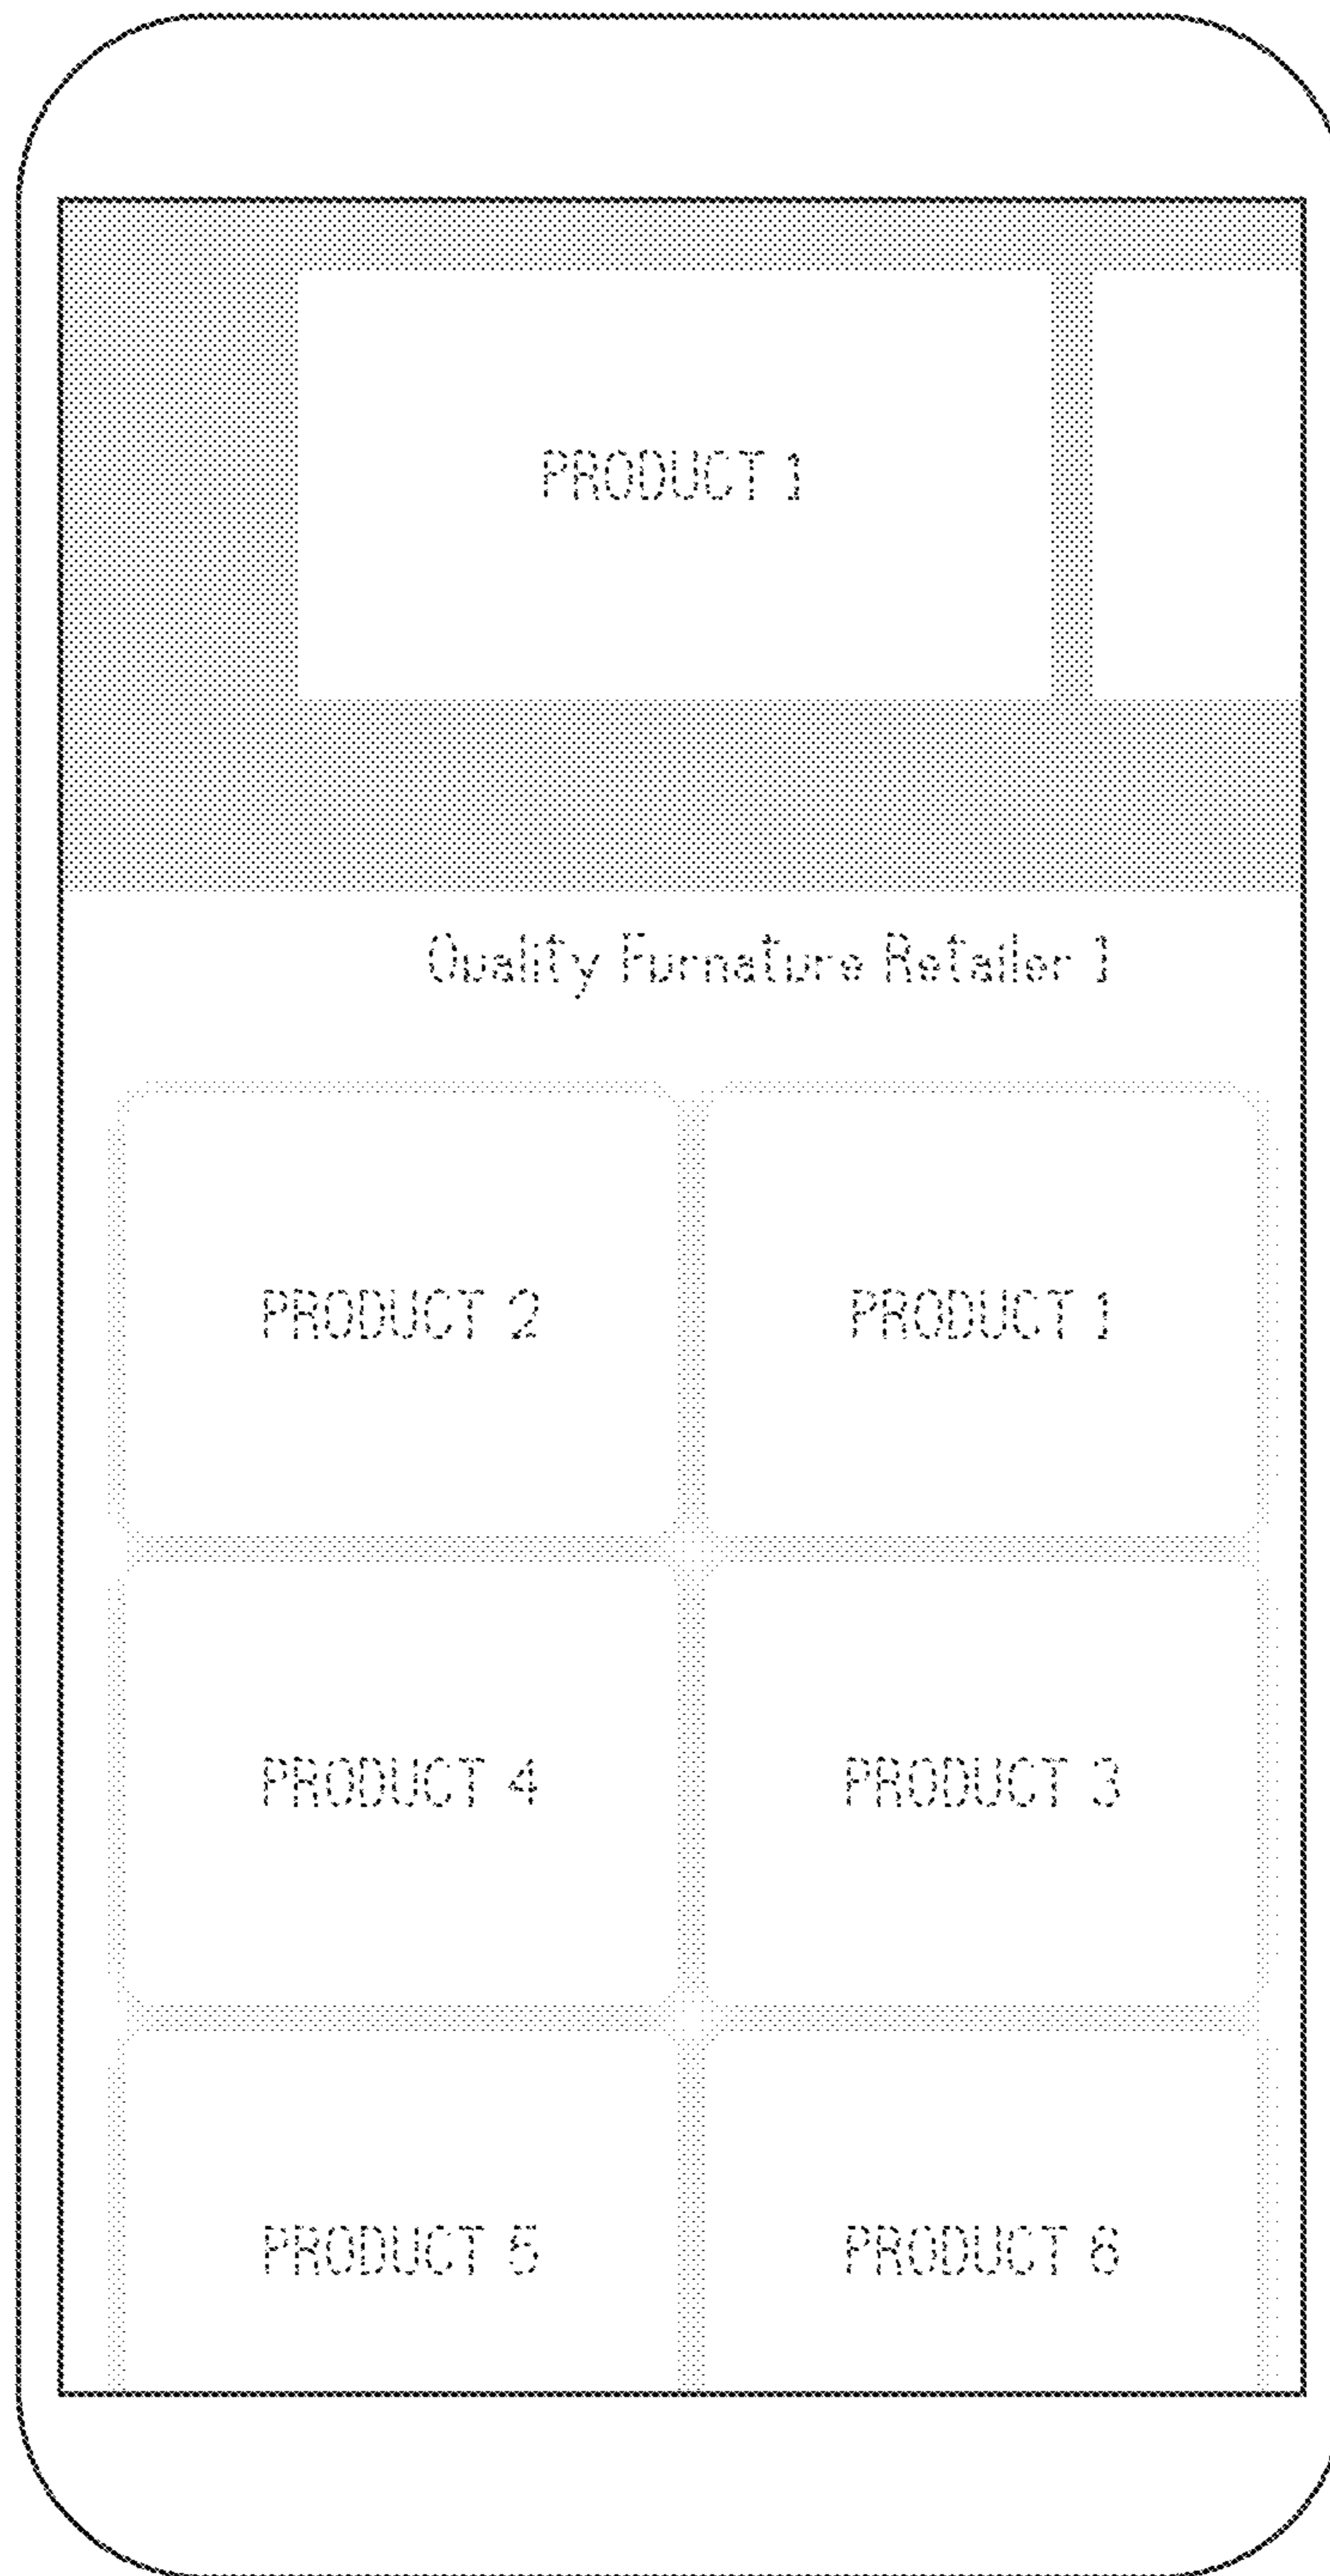 PRODUCT 1
Quality Furnature Retailer 1
PRODUCT 2
PRODUCT 1
PRODUCT 4
PRODUCT 3
PRODUCT 5
PRODUCT 6